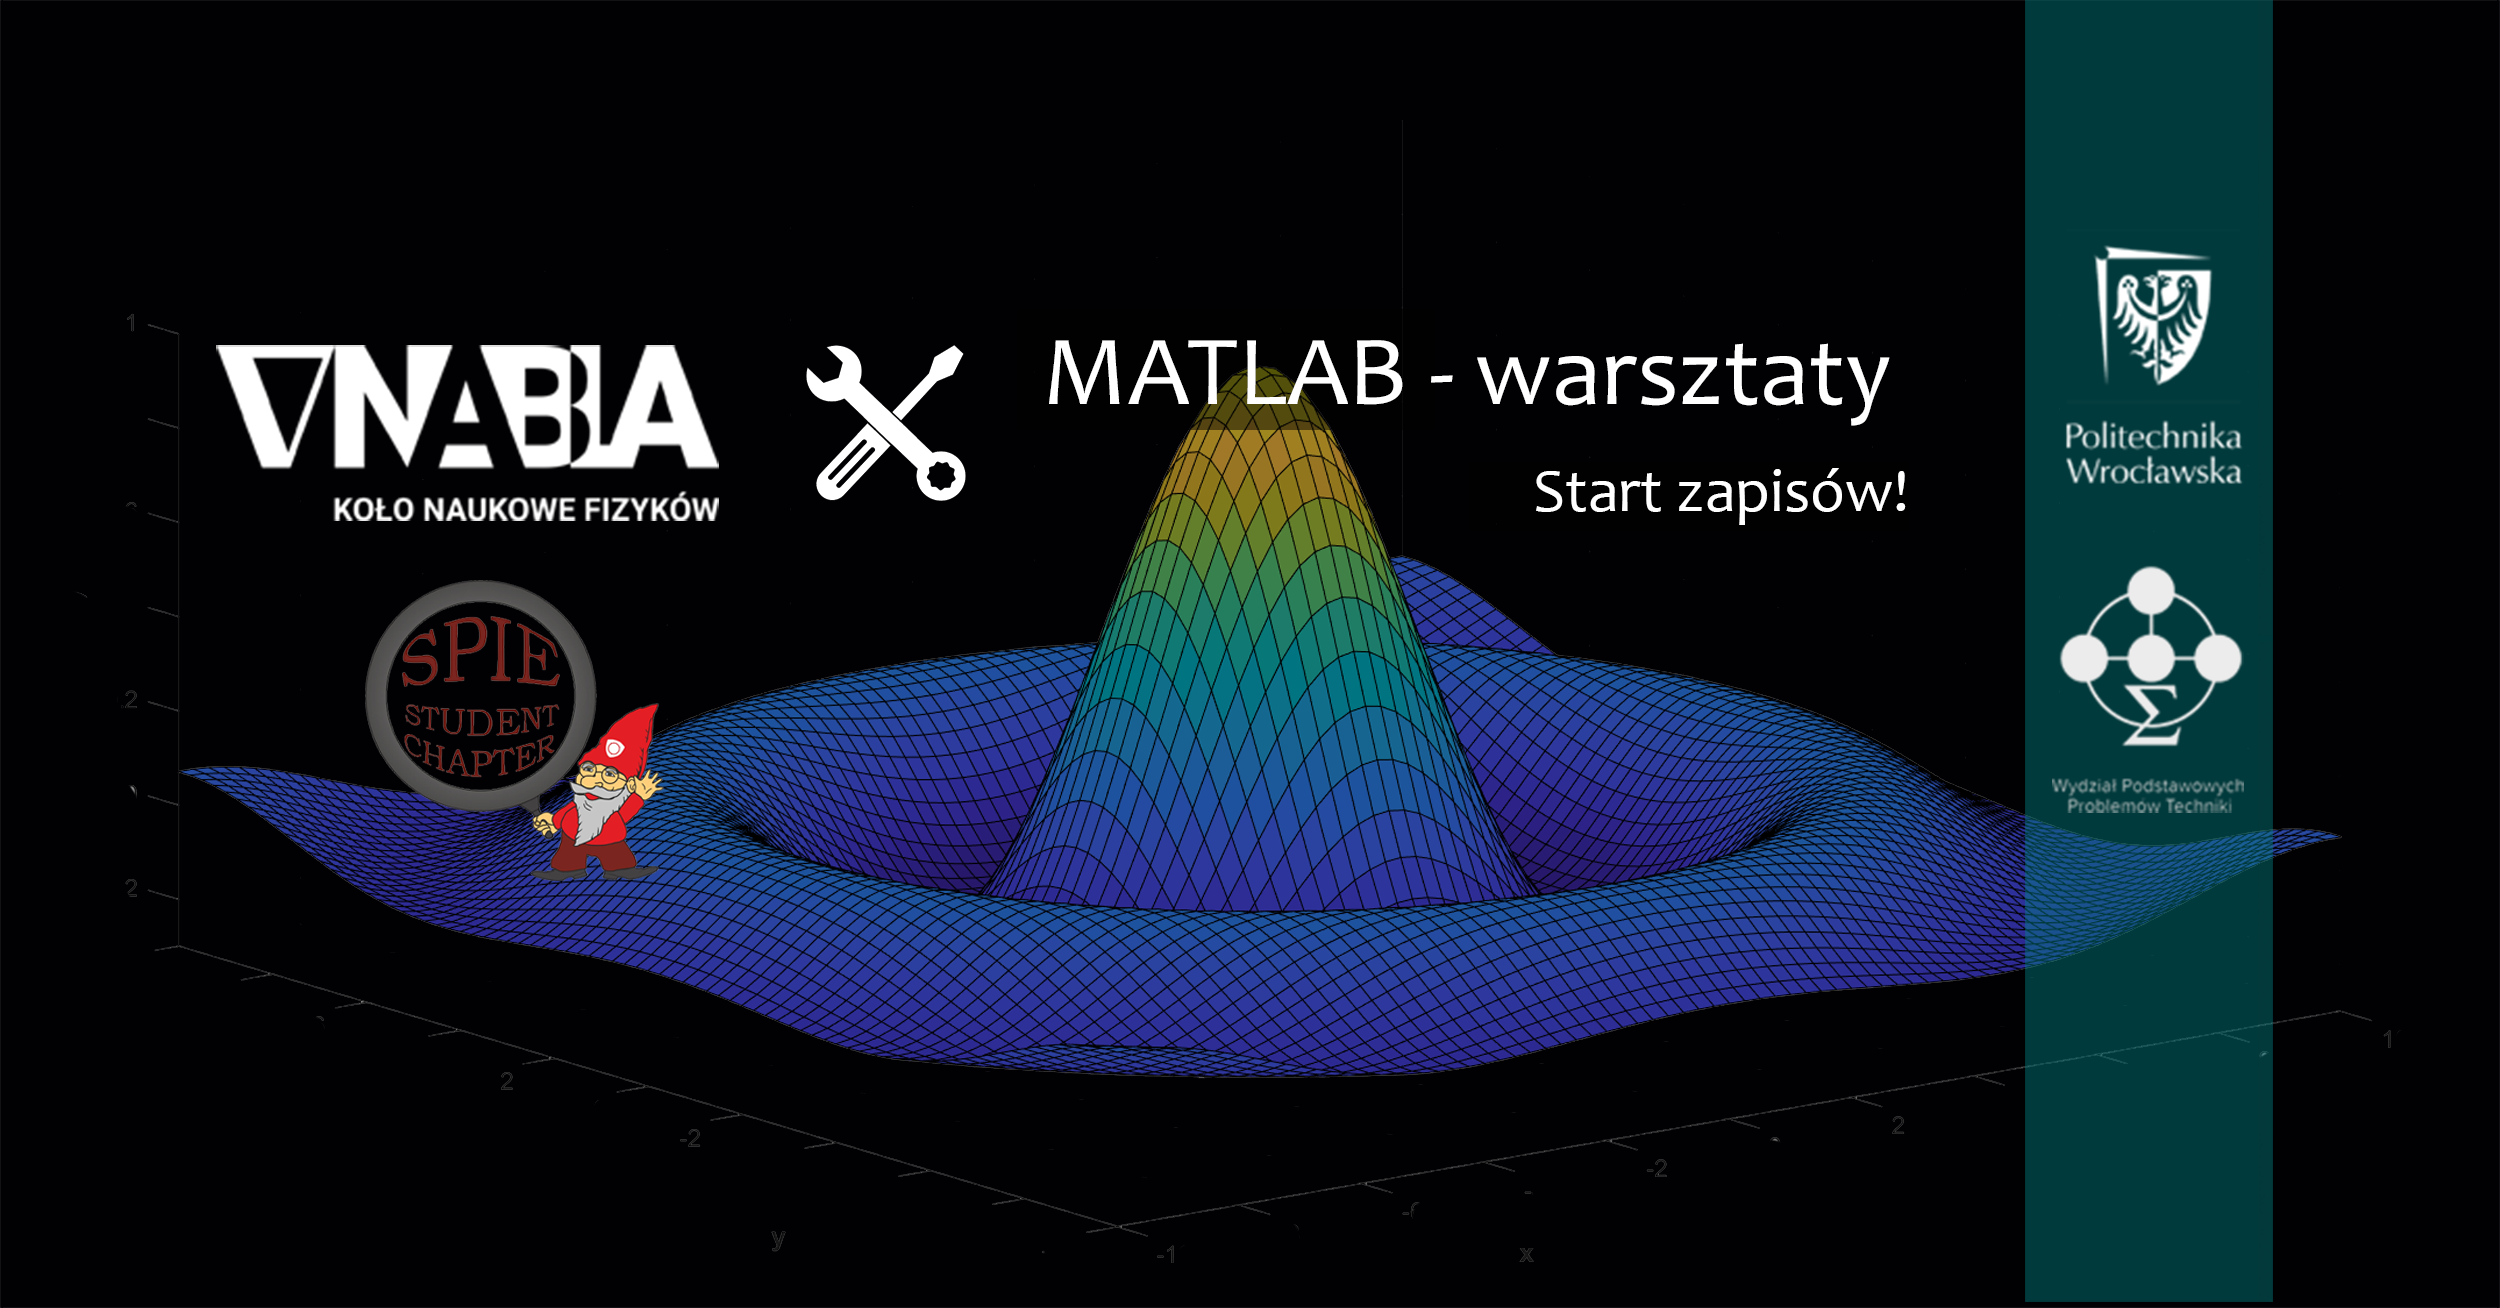 ∇NABLA
KOŁO NAUKOWE FIZYKÓW
MATLAB - warsztaty
Start zapisów!
SPIE
STUDENT
CHAPTER
Politechnika
Wrocławska
Σ
Wydział Podstawowych
Problemów Techniki
1
2
2
2
-2
y
-1
x
-2
2
1